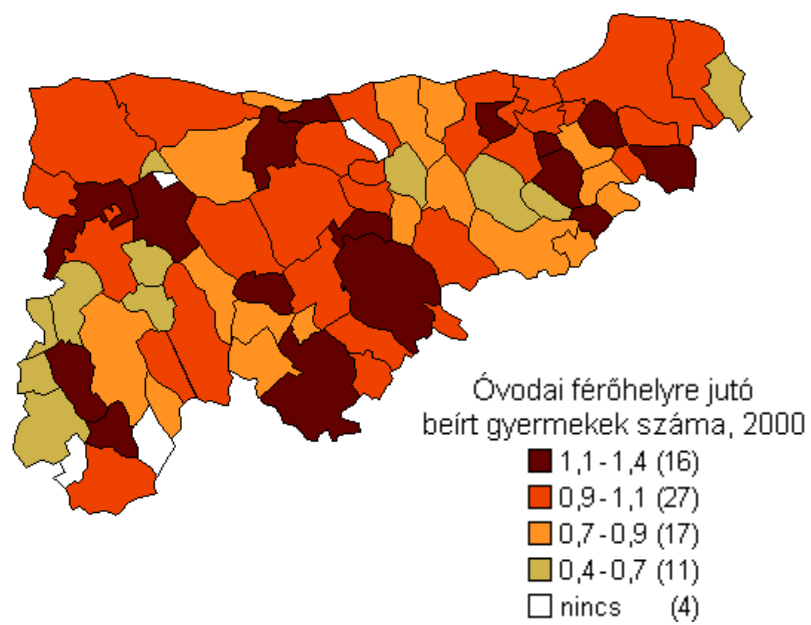 Óvodai férőhelyre jutó
beírt gyermekek száma, 2000
1,1-1,4 (16)
0,9-1,1 (27)
0,7-0,9 (17)
0,4-0,7 (11)
nincs (4)